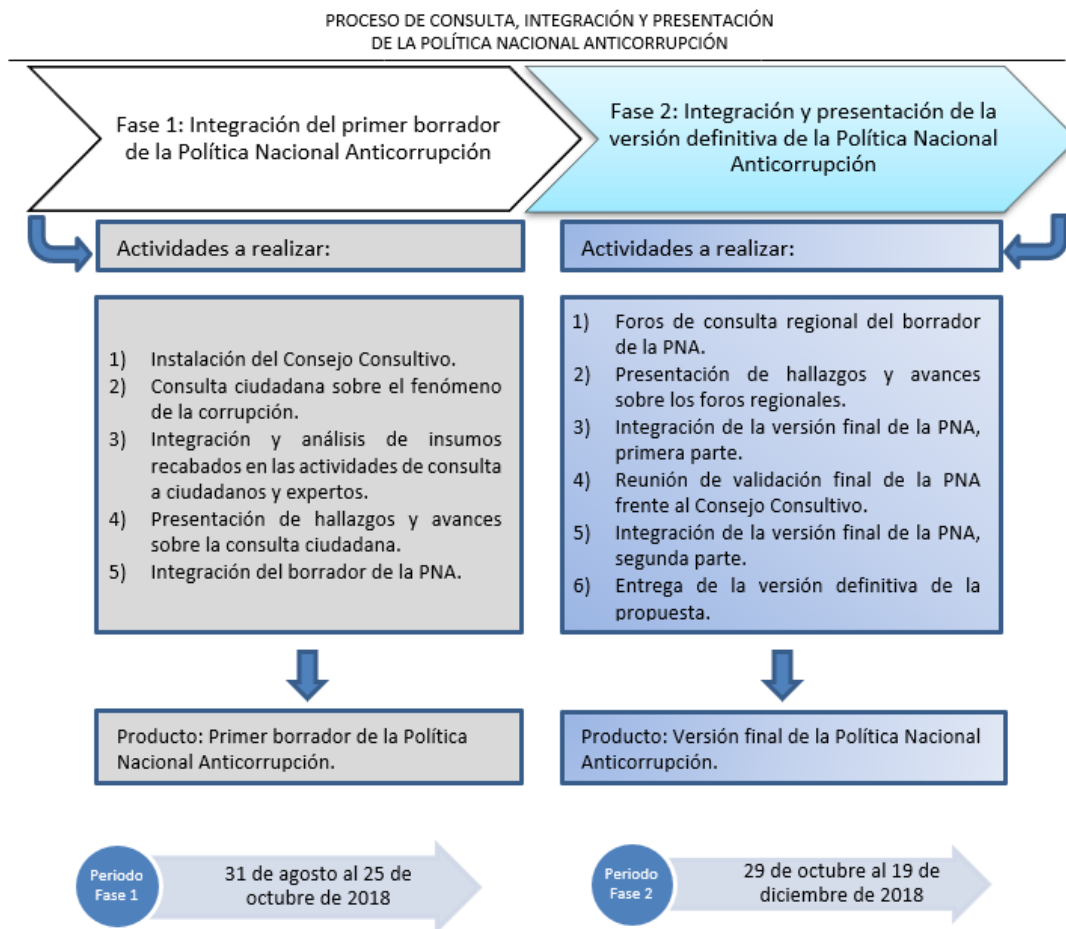 PROCESO DE CONSULTA, INTEGRACIÓN Y PRESENTACIÓN
DE LA POLÍTICA NACIONAL ANTICORRUPCIÓN
Fase 1: Integración del primer borrador
de la Política Nacional Anticorrupción
Fase 2: Integración y presentación de la
versión definitiva de la Política Nacional
Anticorrupción
Actividades a realizar:
1) Instalación del Consejo Consultivo.
2) Consulta ciudadana sobre el fenómeno
de la corrupción.
3) Integración y análisis de insumos
recabados en las actividades de consulta
a ciudadanos y expertos.
4) Presentación de hallazgos y avances
sobre la consulta ciudadana.
5) Integración del borrador de la PNA.
Producto: Primer borrador de la Política
Nacional Anticorrupción.
Actividades a realizar:
1) Foros de consulta regional del borrador
de la PNA.
2) Presentación de hallazgos y avances
sobre los foros regionales.
3) Integración de la versión final de la PNA,
primera parte.
4) Reunión de validación final de la PNA
frente al Consejo Consultivo.
5) Integración de la versión final de la PNA,
segunda parte.
6) Entrega de la versión definitiva de la
propuesta.
Producto: Versión final de la Política Nacional
Anticorrupción.
Periodo
Fase 1
31 de agosto al 25 de
octubre de 2018
Periodo
Fase 2
29 de octubre al 19 de
diciembre de 2018